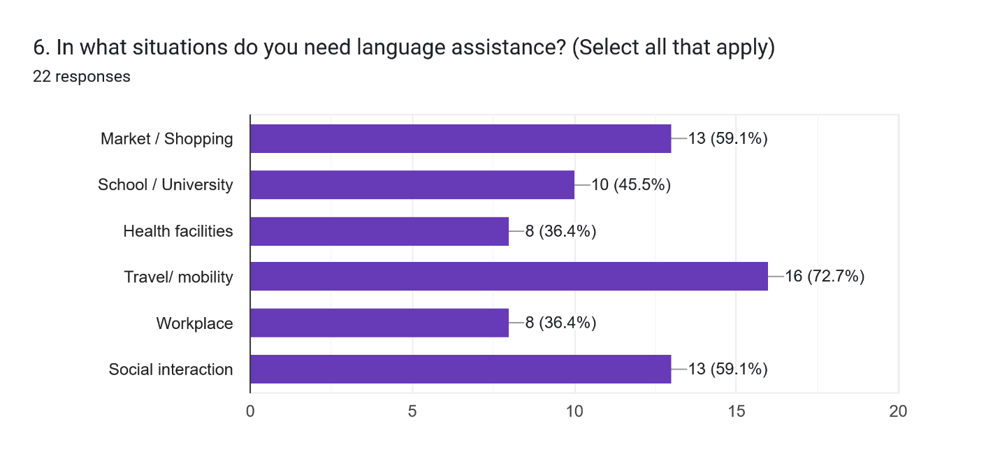 6. In what situations do you need language assistance? (Select all that apply)
22 responses
Market / Shopping 13 (59.1%)
School / University 10 (45.5%)
Health facilities 8 (36.4%)
Travel/ mobility 16 (72.7%)
Workplace 8 (36.4%)
Social interaction 13 (59.1%)
0 5 10 15 20